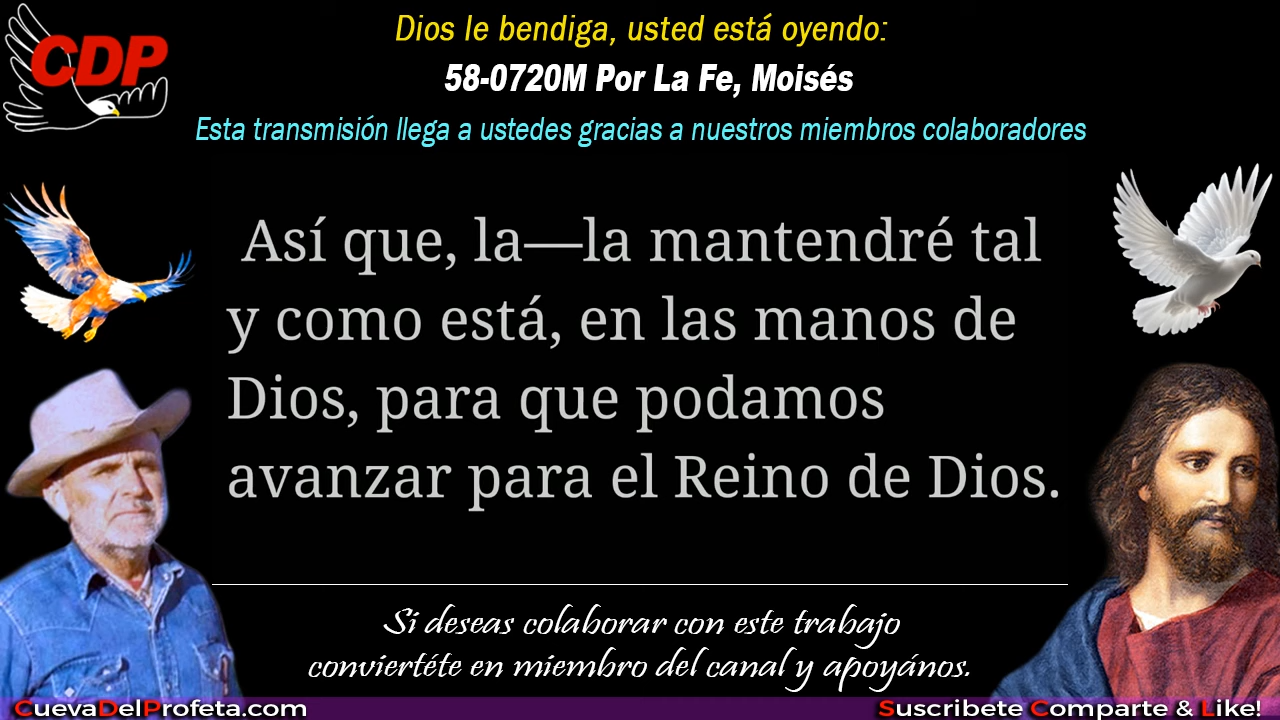 CDP
Dios le bendiga, usted está oyendo:
58-0720M Por La Fe, Moisés
Esta transmisión llega a ustedes gracias a nuestros miembros colaboradores
Así que, la—la mantendré tal
y como está, en las manos de
Dios, para que podamos
avanzar para el Reino de Dios.
Si deseas colaborar con este trabajo
conviertéte en miembro del canal y apoyános.
CuevaDelProfeta.com
Suscribete Comparte & Like!